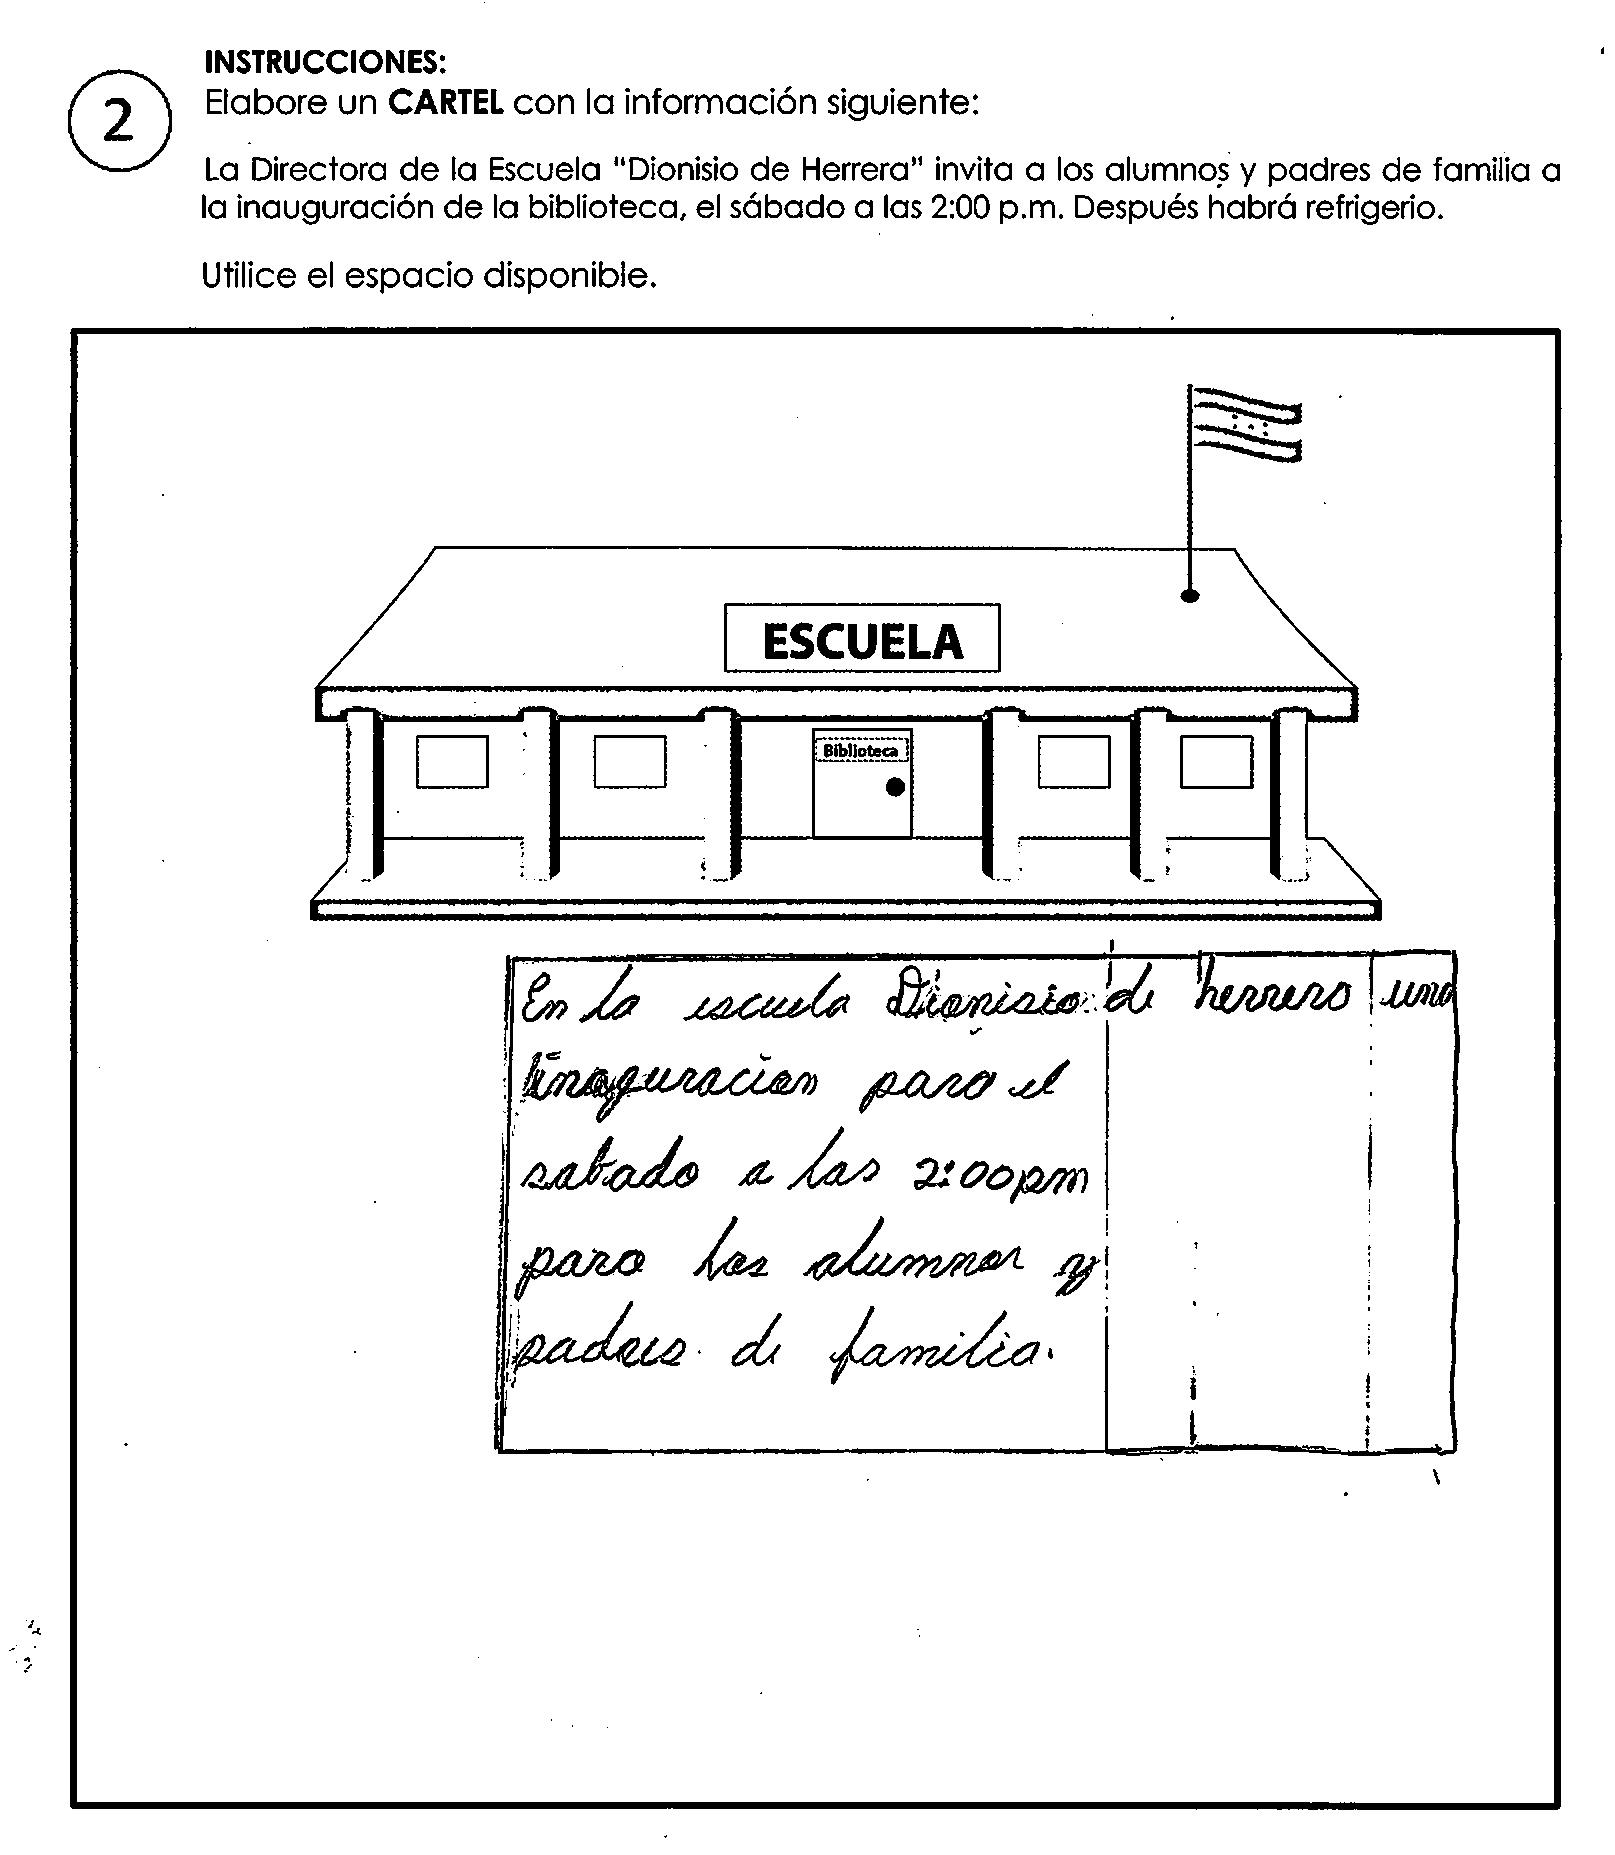 INSTRUCCIONES:
2
Elabore un CARTEL con la información siguiente:
La Directora de la Escuela "Dionisio de Herrera" invita a los alumnos y padres de familia a
la inauguración de la biblioteca, el sábado a las 2:00 p.m. Después habrá refrigerio.
Utilice el espacio disponible.
ESCUELA
Biblioteca
En la escuela Dionisio de herrera una
inaguracion para el
sabado a las 2:00pm
para los alumnos y
padres de familia.